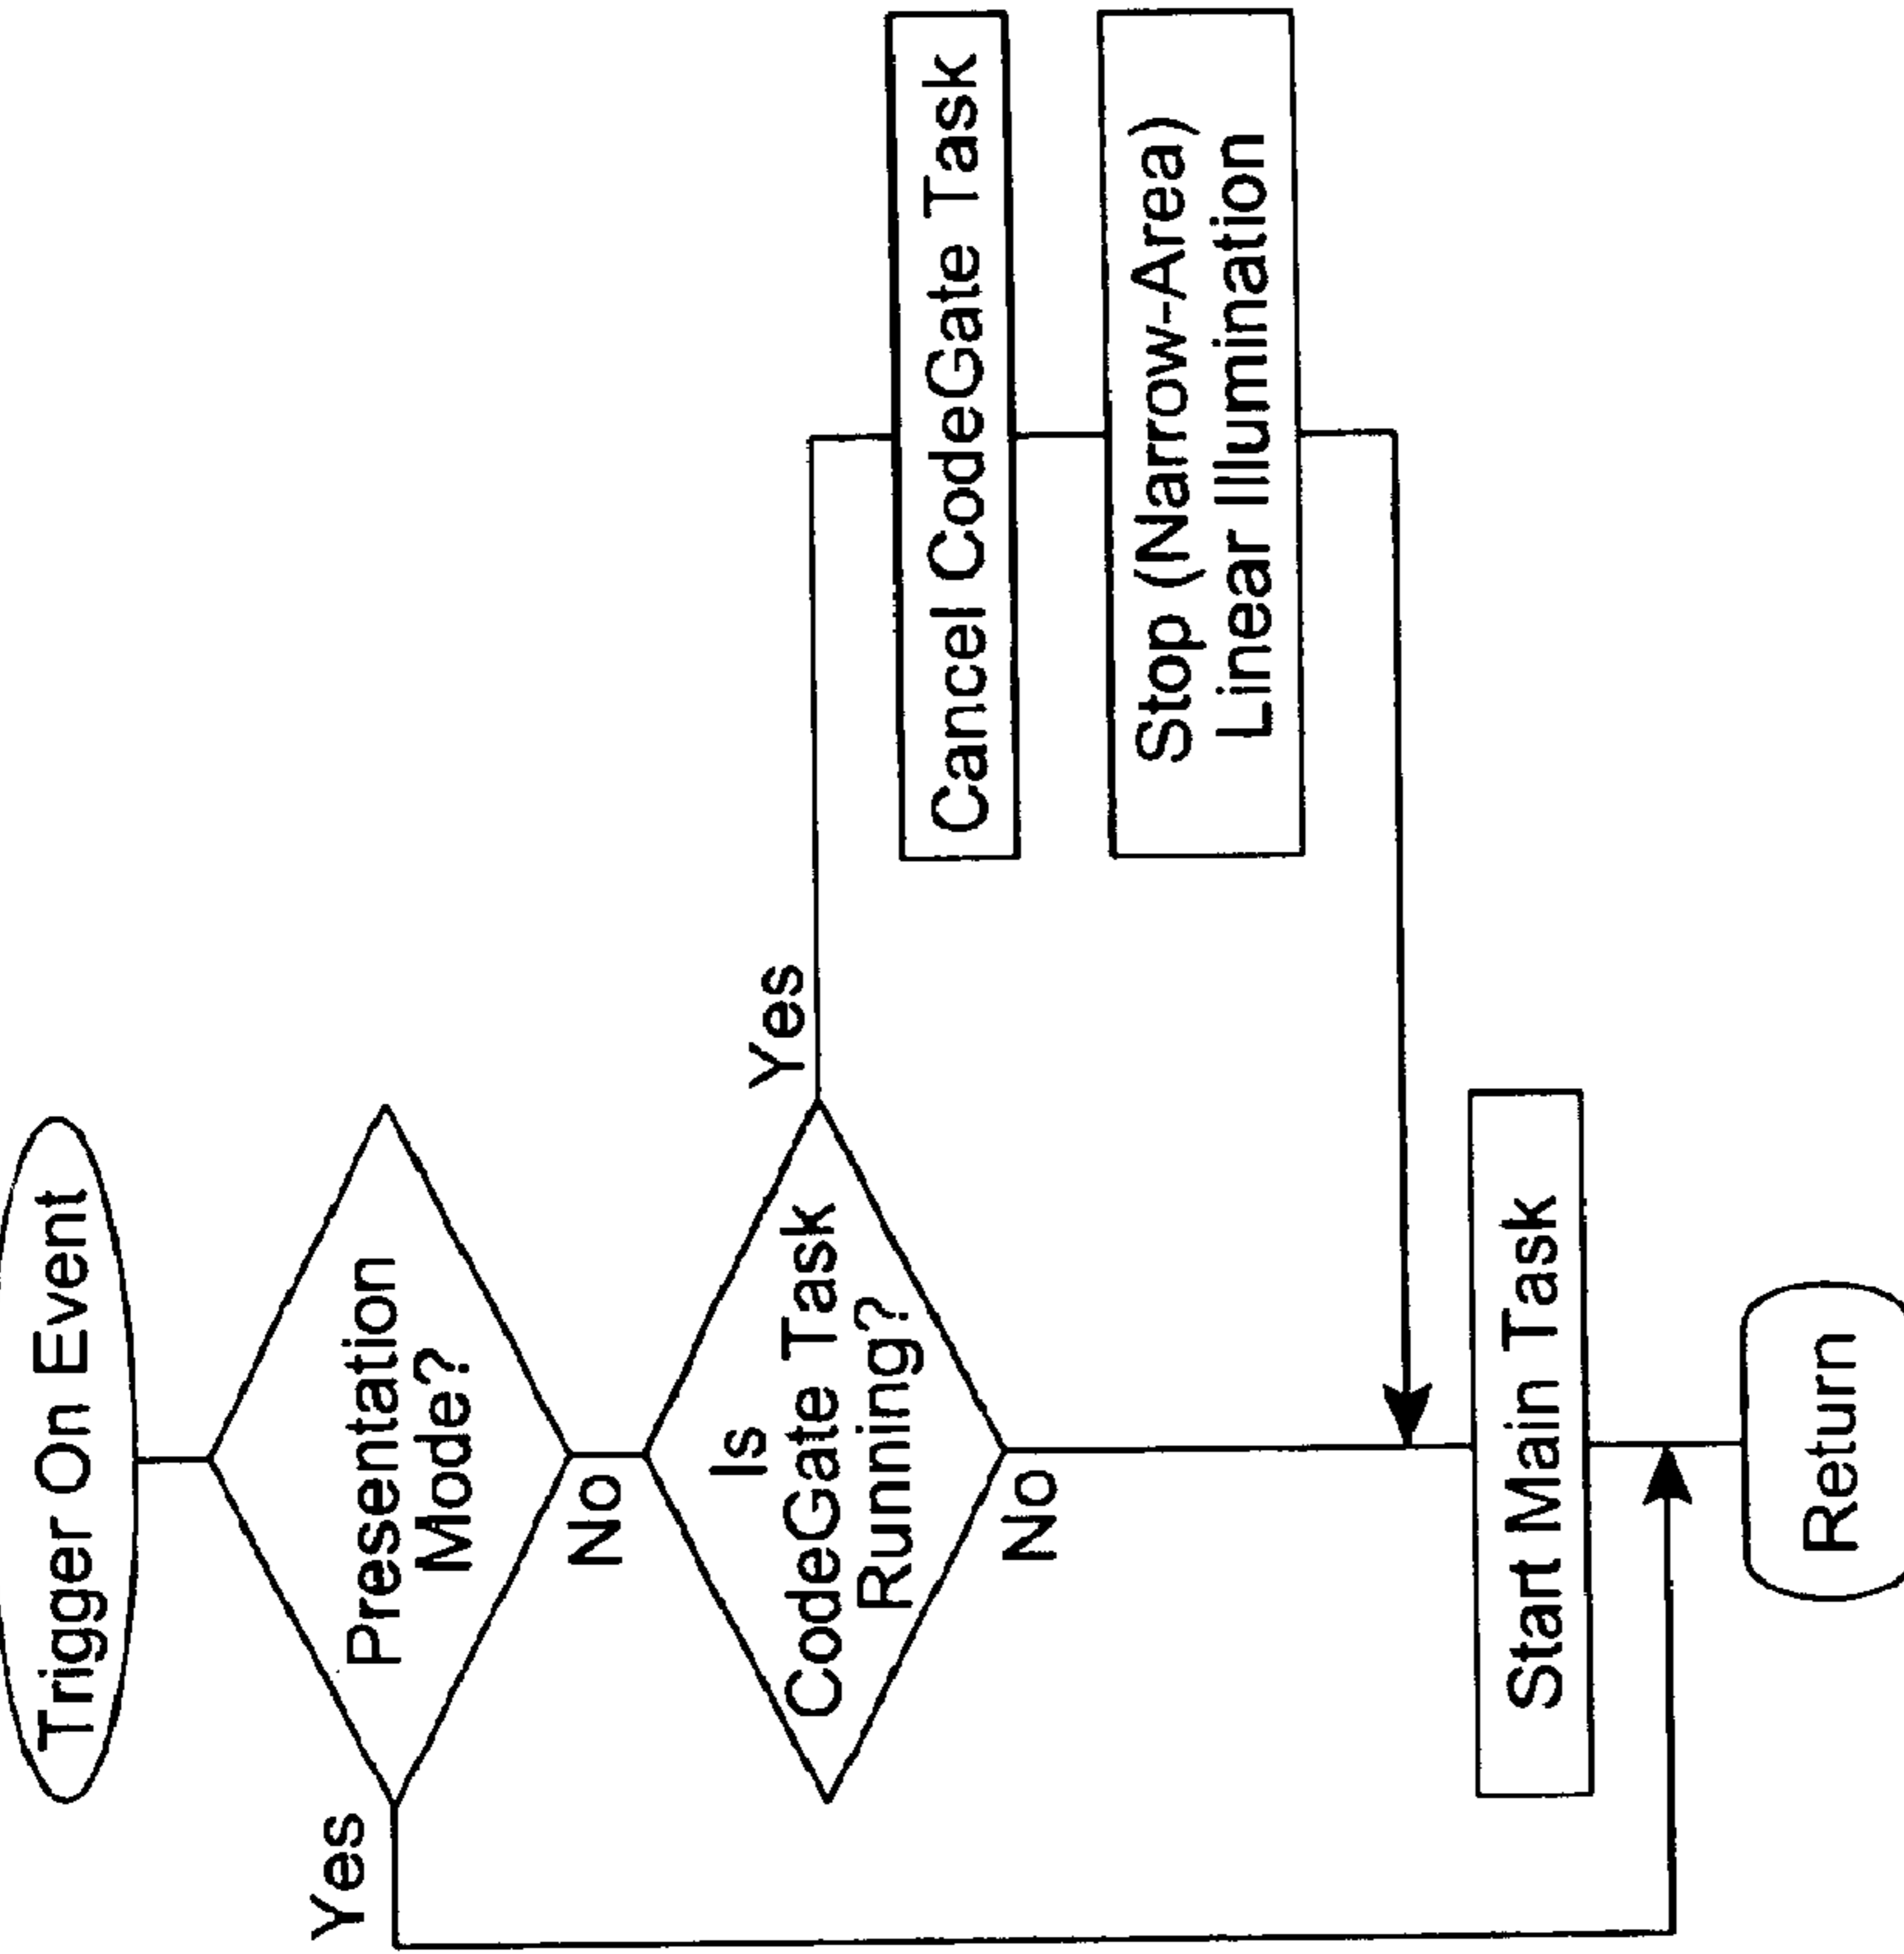 Trigger On Event
Presentation
Mode?
Yes
No
Is
CodeGate Task
Running?
Yes
No
Cancel CodeGate Task
Stop (Narrow-Area)
Linear Illumination
Start Main Task
Return